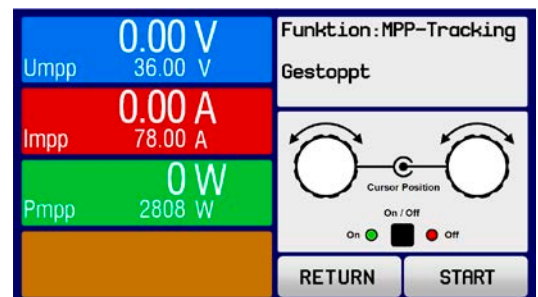 0.00 V
Umpp 36.00 V
0.00 A
Impp 78.00 A
0 W
Pmpp 2808 W
Funktion:MPP-Tracking
Gestoppt
Cursor Position
On / Off
On Off
RETURN START